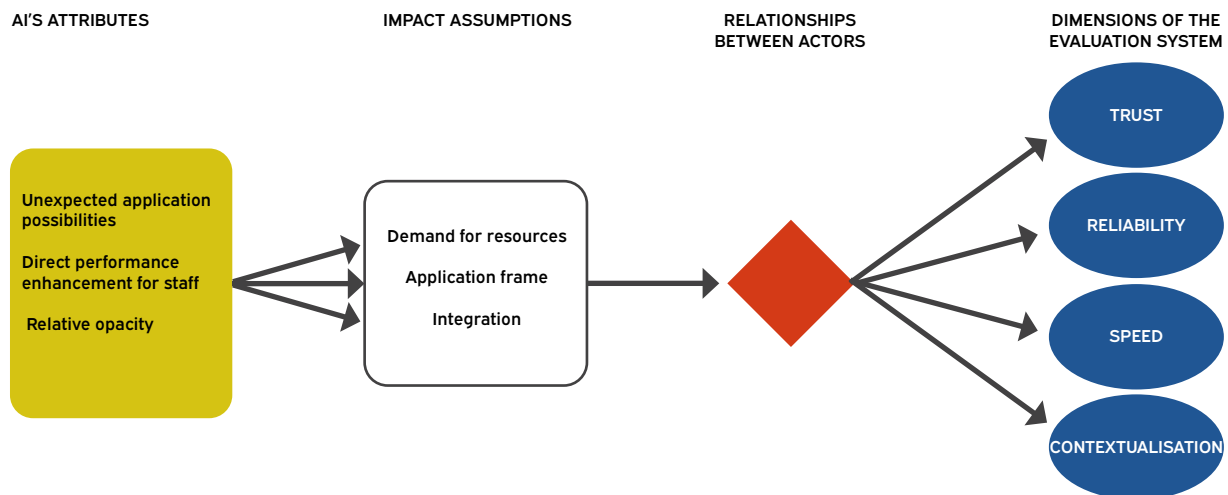 AI'S ATTRIBUTES
IMPACT ASSUMPTIONS
RELATIONSHIPS
BETWEEN ACTORS
DIMENSIONS OF THE
EVALUATION SYSTEM
Unexpected application
possibilities
Direct performance
enhancement for staff
Relative opacity
Demand for resources
Application frame
Integration
TRUST
RELIABILITY
SPEED
CONTEXTUALISATION